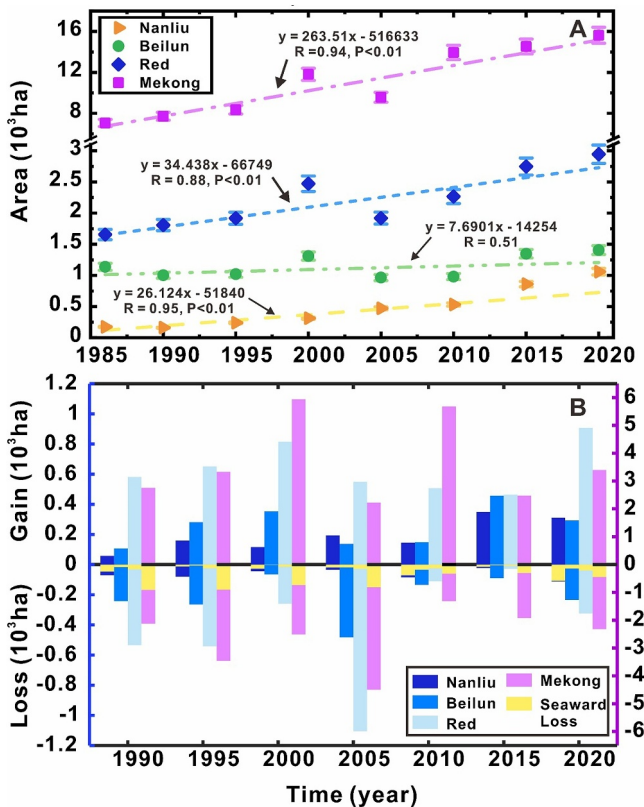 A
Nanliu
Beilun
Red
Mekong
y = 263.51x - 516633
R = 0.94, P<0.01
y = 34.438x - 66749
R = 0.88, P<0.01
y = 7.6901x - 14254
R = 0.51
y = 26.124x - 51840
R = 0.95, P<0.01
Area (10³ha)
16
12
8
3
2.5
2
1.5
1
0.5
0
1985 1990 1995 2000 2005 2010 2015 2020
B
Gain (10³ha)
Loss (10³ha)
1.2
1
0.8
0.6
0.4
0.2
0
-0.2
-0.4
-0.6
-0.8
-1
-1.2
6
5
4
3
2
1
0
-1
-2
-3
-4
-5
-6
Nanliu
Beilun
Red
Mekong
Seaward
Loss
1990 1995 2000 2005 2010 2015 2020
Time (year)